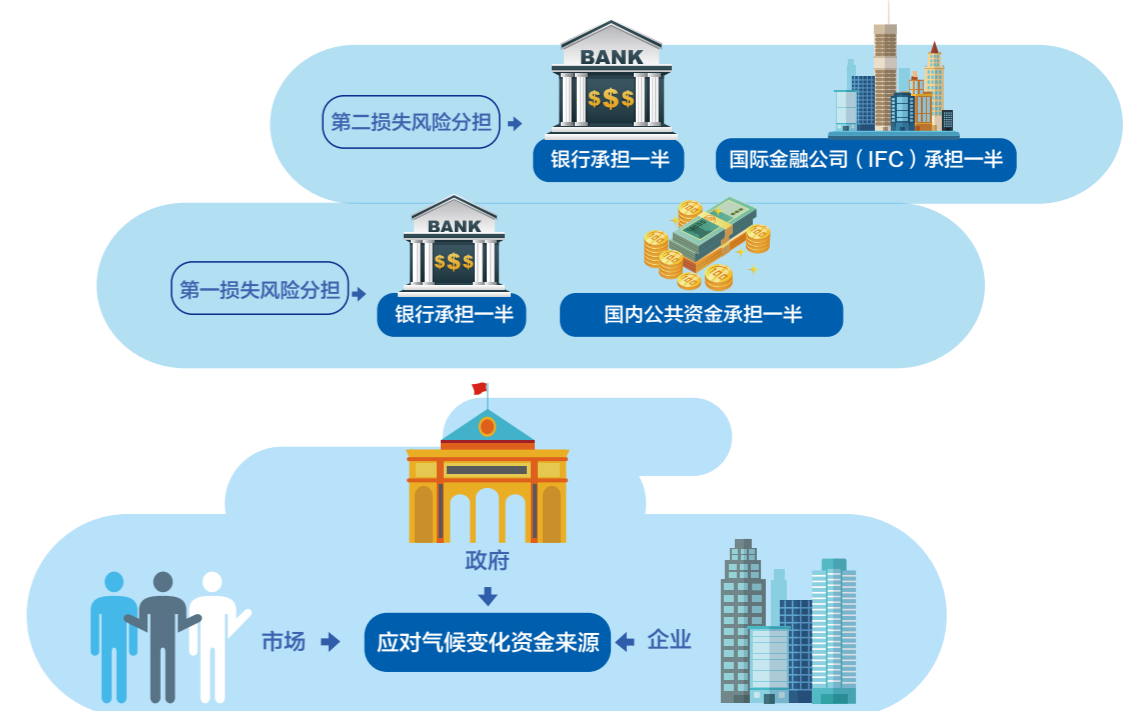 BANK
$$$
第二损失风险分担
银行承担一半
国际金融公司（IFC）承担一半
BANK
$$$
第一损失风险分担
银行承担一半
国内公共资金承担一半
政府
市场
应对气候变化资金来源
企业